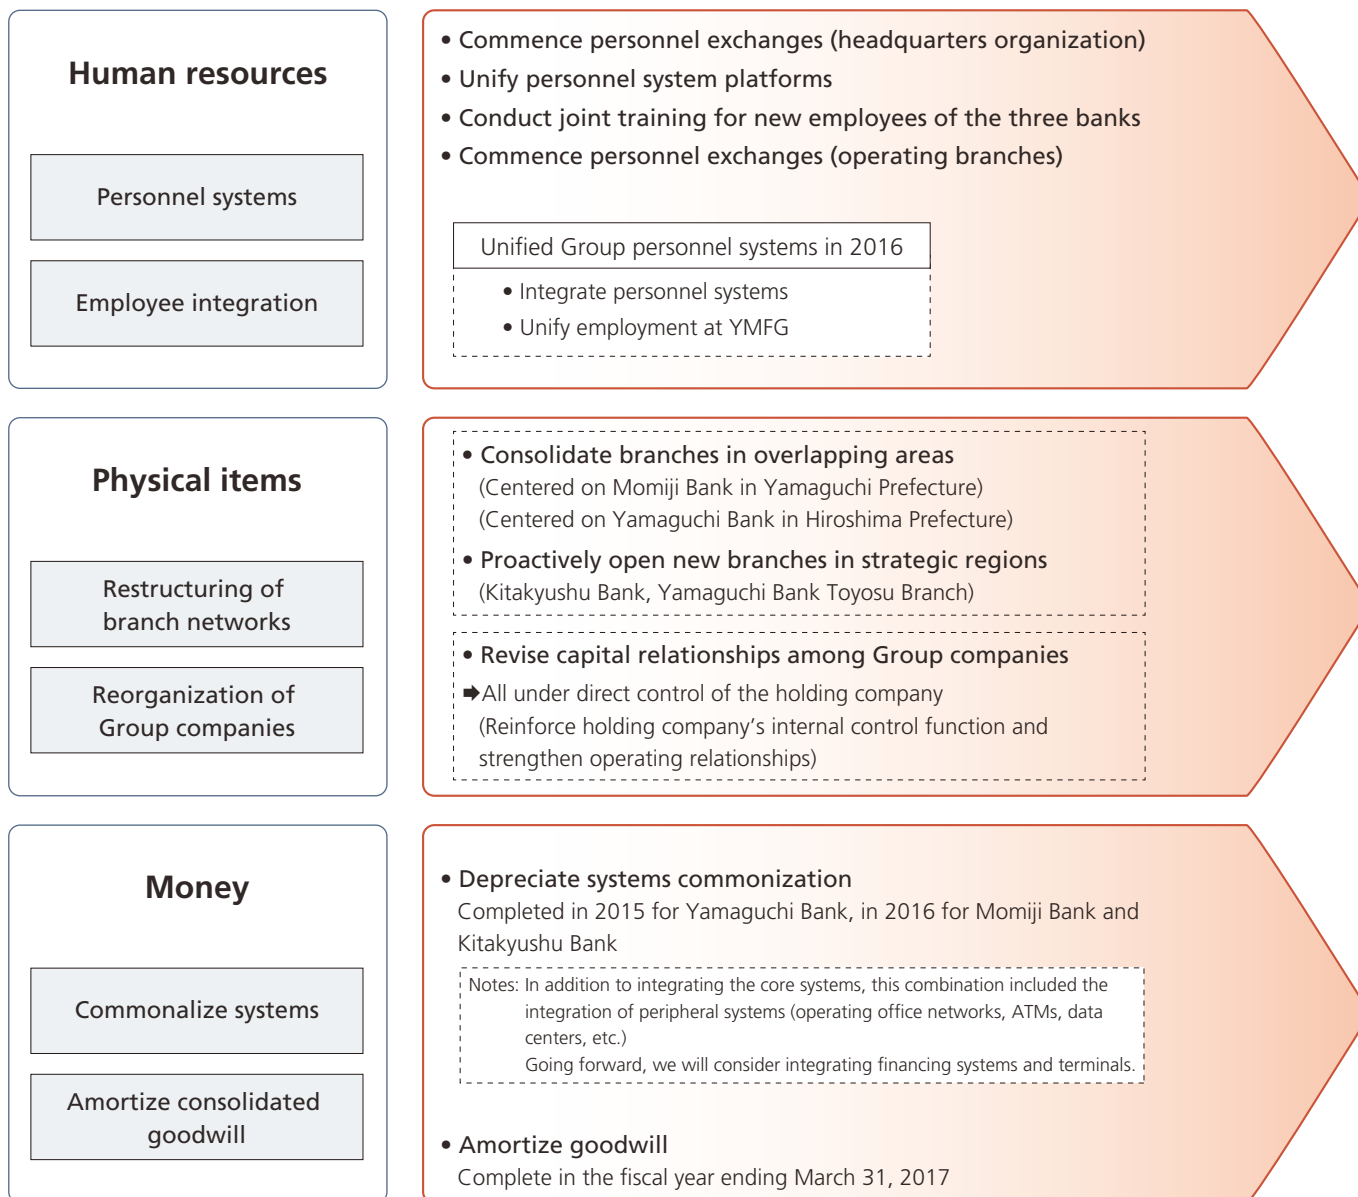 Human resources
Personnel systems
Employee integration
• Commence personnel exchanges (headquarters organization)
• Unify personnel system platforms
• Conduct joint training for new employees of the three banks
• Commence personnel exchanges (operating branches)
Unified Group personnel systems in 2016
• Integrate personnel systems
• Unify employment at YMFG
Physical items
Restructuring of
branch networks
Reorganization of
Group companies
• Consolidate branches in overlapping areas
(Centered on Momiji Bank in Yamaguchi Prefecture)
(Centered on Yamaguchi Bank in Hiroshima Prefecture)
• Proactively open new branches in strategic regions
(Kitakyushu Bank, Yamaguchi Bank Toyosu Branch)
• Revise capital relationships among Group companies
➡All under direct control of the holding company
(Reinforce holding company’s internal control function and
strengthen operating relationships)
Money
Commonalize systems
Amortize consolidated
goodwill
• Depreciate systems commonization
Completed in 2015 for Yamaguchi Bank, in 2016 for Momiji Bank and
Kitakyushu Bank
Notes: In addition to integrating the core systems, this combination included the
integration of peripheral systems (operating office networks, ATMs, data
centers, etc.)
Going forward, we will consider integrating financing systems and terminals.
• Amortize goodwill
Complete in the fiscal year ending March 31, 2017